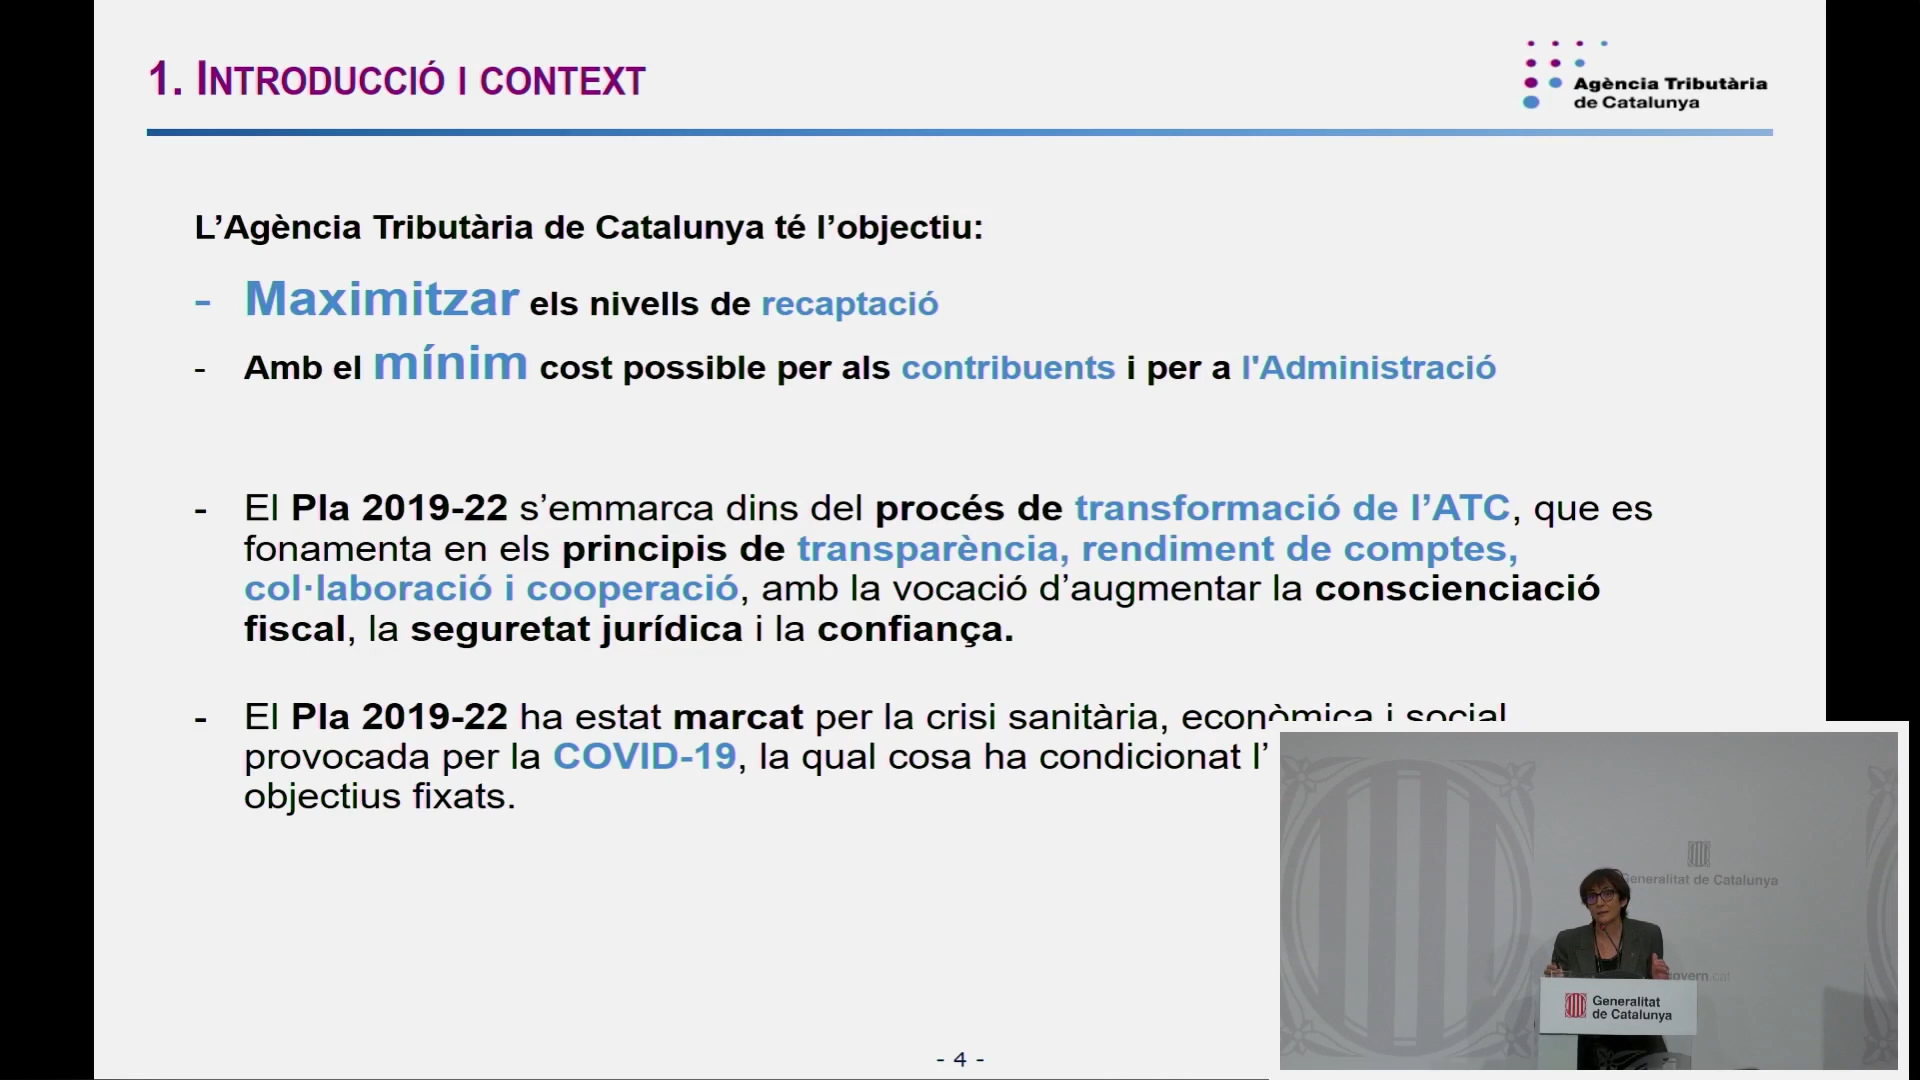 1. INTRODUCCIÓ I CONTEXT
Agència Tributària
de Catalunya
L’Agència Tributària de Catalunya té l’objectiu:
- Maximitzar els nivells de recaptació
- Amb el mínim cost possible per als contribuents i per a l'Administració
- El Pla 2019-22 s’emmarca dins del procés de transformació de l’ATC, que es
fonamenta en els principis de transparència, rendiment de comptes,
col·laboració i cooperació, amb la vocació d’augmentar la conscienciació
fiscal, la seguretat jurídica i la confiança.
- El Pla 2019-22 ha estat marcat per la crisi sanitària, econòmica i social
provocada per la COVID-19, la qual cosa ha condicionat l’
objectius fixats.
Generalitat de Catalunya
govern.cat
Generalitat
de Catalunya
- 4 -